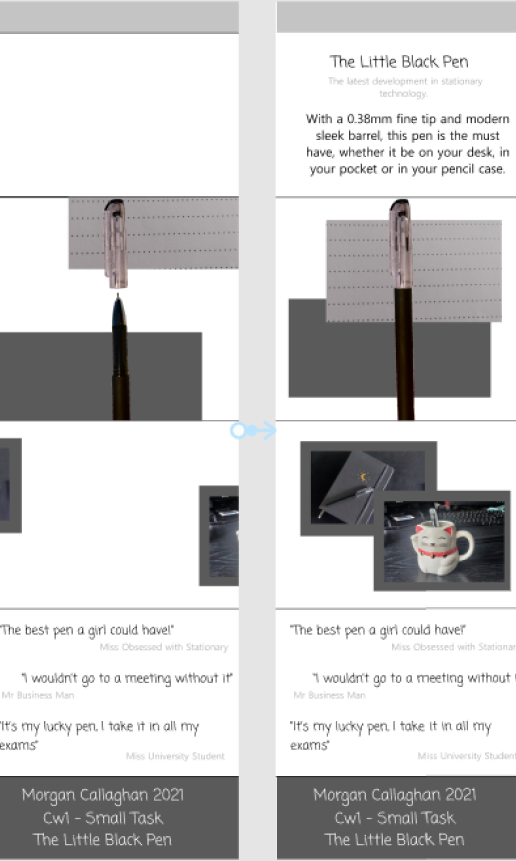 The Little Black Pen
The latest development in stationary
technology.
With a 0.38mm fine tip and modern
sleek barrel, this pen is the must
have, whether it be on your desk, in
your pocket or in your pencil case.
"The best pen a girl could have!"
Miss Obsessed with Stationary
"I wouldn't go to a meeting without it"
Mr Business Man
"It's my lucky pen, I take it in all my
exams"
Miss University Student
Morgan Callaghan 2021
Cw1 - Small Task
The Little Black Pen
"The best pen a girl could have!"
Miss Obsessed with Stationar
"I wouldn't go to a meeting without
Mr Business Man
"It's my lucky pen, I take it in all my
exams"
Miss University Student
Morgan Callaghan 2021
Cw1 - Small Task
The Little Black Pen